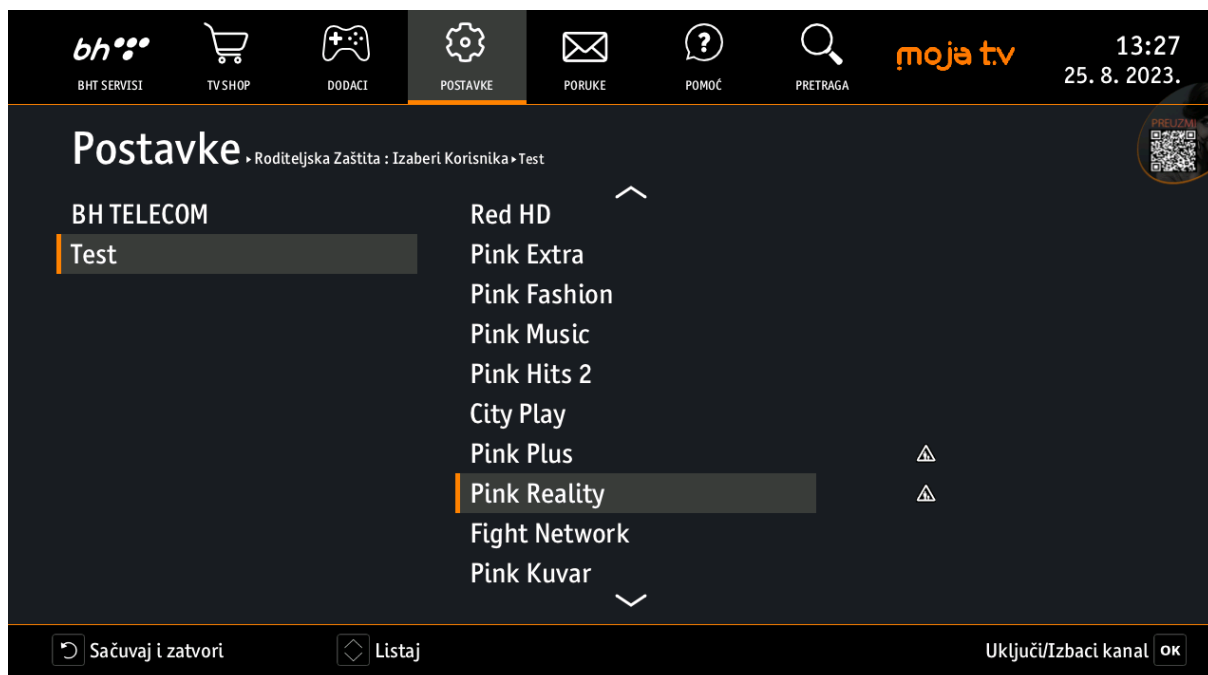 bh
BHT SERVISI
TV SHOP
DODACI
POSTAVKE
PORUKE
POMOĆ
PRETRAGA
moja tv
13:27
25. 8. 2023.
PREUZMI
Postavke ▸ Roditeljska Zaštita : Izaberi Korisnika ▸ Test
BH TELECOM
Test
Red HD
Pink Extra
Pink Fashion
Pink Music
Pink Hits 2
City Play
Pink Plus
Pink Reality
Fight Network
Pink Kuvar
Sačuvaj i zatvori
Listaj
Uključi/Izbaci kanal OK